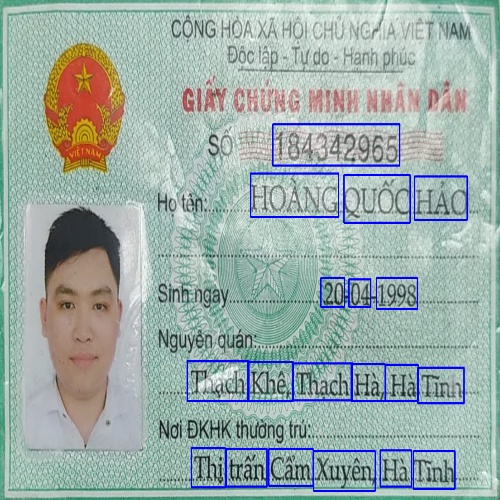 CỘNG HÒA XÃ HỘI CHỦ NGHĨA VIỆT NAM
Độc lập - Tự do - Hạnh phúc
GIẤY CHỨNG MINH NHÂN DÂN
SỐ 184342965
Họ tên: HOÀNG QUỐC HẢO
Sinh ngày 20-04-1998
Nguyên quán:
Thạch Khê, Thạch Hà, Hà Tĩnh
Nơi ĐKHK thường trú:
Thị trấn Cẩm Xuyên, Hà Tĩnh
VIỆT NAM